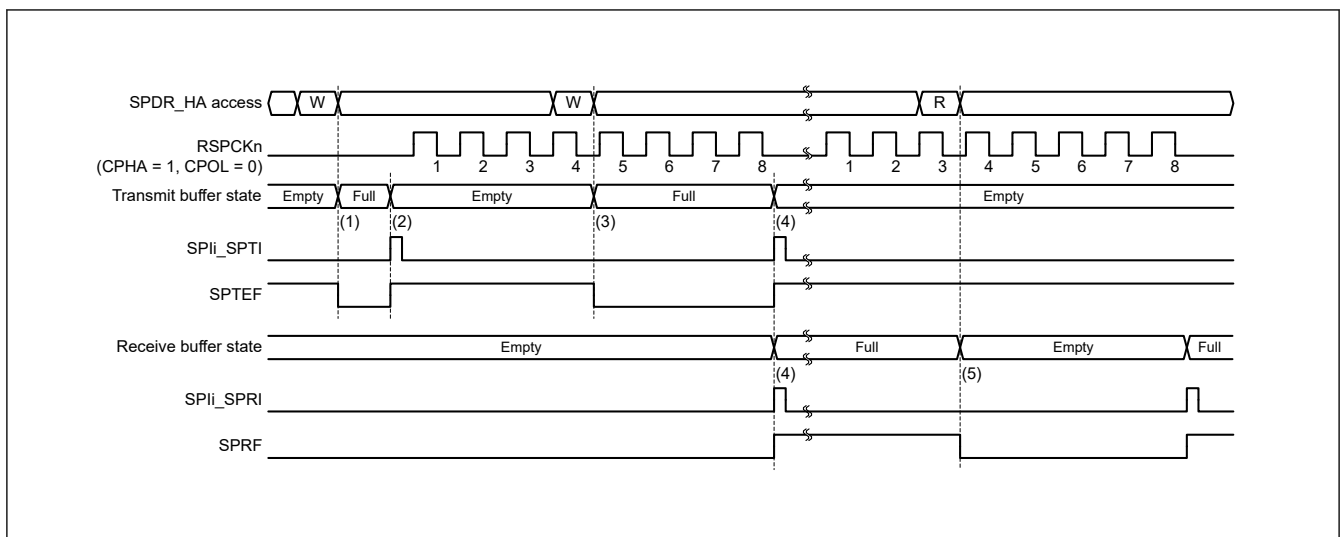 SPDR_HA access W W R
RSPCKn
(CPHA = 1, CPOL = 0) 1 2 3 4 5 6 7 8 1 2 3 4 5 6 7 8
Transmit buffer state Empty Full Empty Full Empty
(1) (2) (3) (4)
SPIi_SPTI
SPTEF
Receive buffer state Empty Full Empty Full
(4) (5)
SPIi_SPRI
SPRF